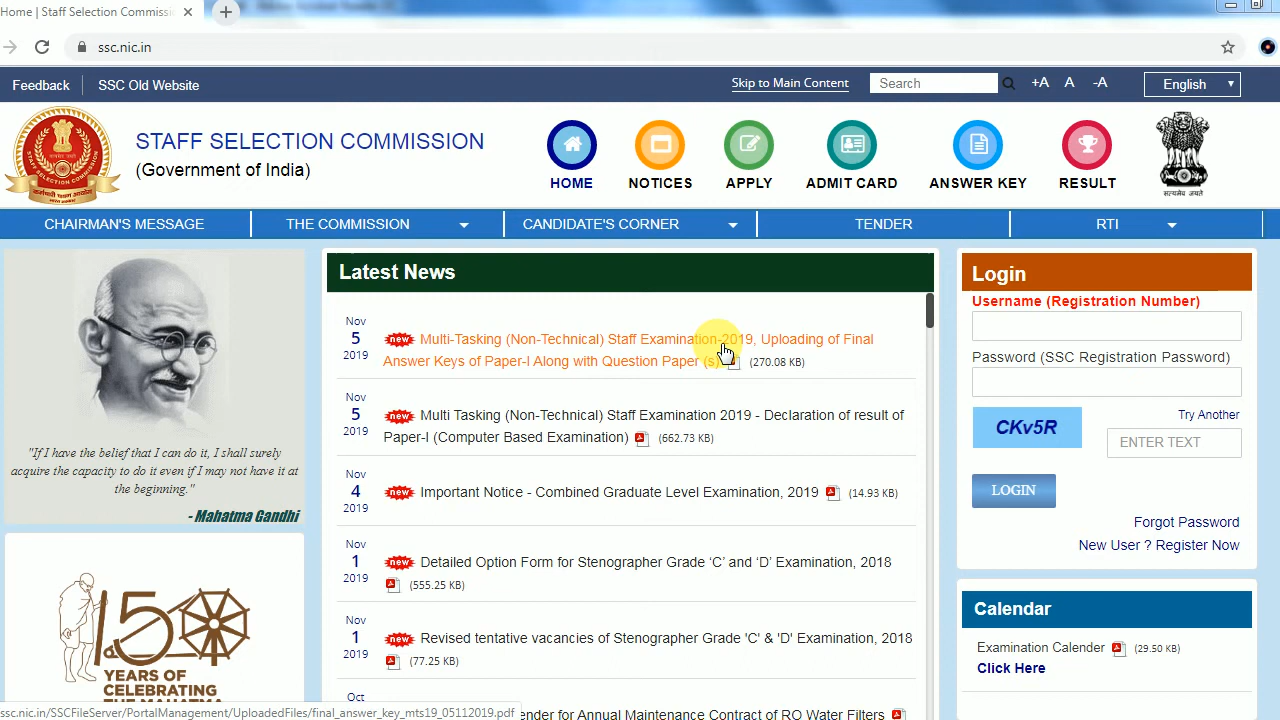 Home | Staff Selection Commissi
ssc.nic.in
Feedback
SSC Old Website
Skip to Main Content
Search
+A A -A
English
STAFF SELECTION COMMISSION
(Government of India)
HOME
NOTICES
APPLY
ADMIT CARD
ANSWER KEY
RESULT
सत्यमेव जयते
CHAIRMAN'S MESSAGE
THE COMMISSION
CANDIDATE'S CORNER
TENDER
RTI
"If I have the belief that I can do it, I shall surely
acquire the capacity to do it even if I may not have it at
the beginning."
- Mahatma Gandhi
150
YEARS OF
CELEBRATING
THE MAHATMA
Latest News
Nov
5
2019
new Multi-Tasking (Non-Technical) Staff Examination-2019, Uploading of Final
Answer Keys of Paper-I Along with Question Paper (s) (270.08 KB)
Nov
5
2019
new Multi Tasking (Non-Technical) Staff Examination 2019 - Declaration of result of
Paper-I (Computer Based Examination) (662.73 KB)
Nov
4
2019
new Important Notice - Combined Graduate Level Examination, 2019 (14.93 KB)
Nov
1
2019
new Detailed Option Form for Stenographer Grade ‘C’ and ‘D’ Examination, 2018
(555.25 KB)
Nov
1
2019
new Revised tentative vacancies of Stenographer Grade 'C' & 'D' Examination, 2018
(77.25 KB)
Oct
ender for Annual Maintenance Contract of RO Water Filters
Login
Username (Registration Number)
Password (SSC Registration Password)
CKv5R
Try Another
ENTER TEXT
LOGIN
Forgot Password
New User ? Register Now
Calendar
Examination Calender (29.50 KB)
Click Here
ssc.nic.in/SSCFileServer/PortalManagement/UploadedFiles/final_answer_key_mts19_05112019.pdf